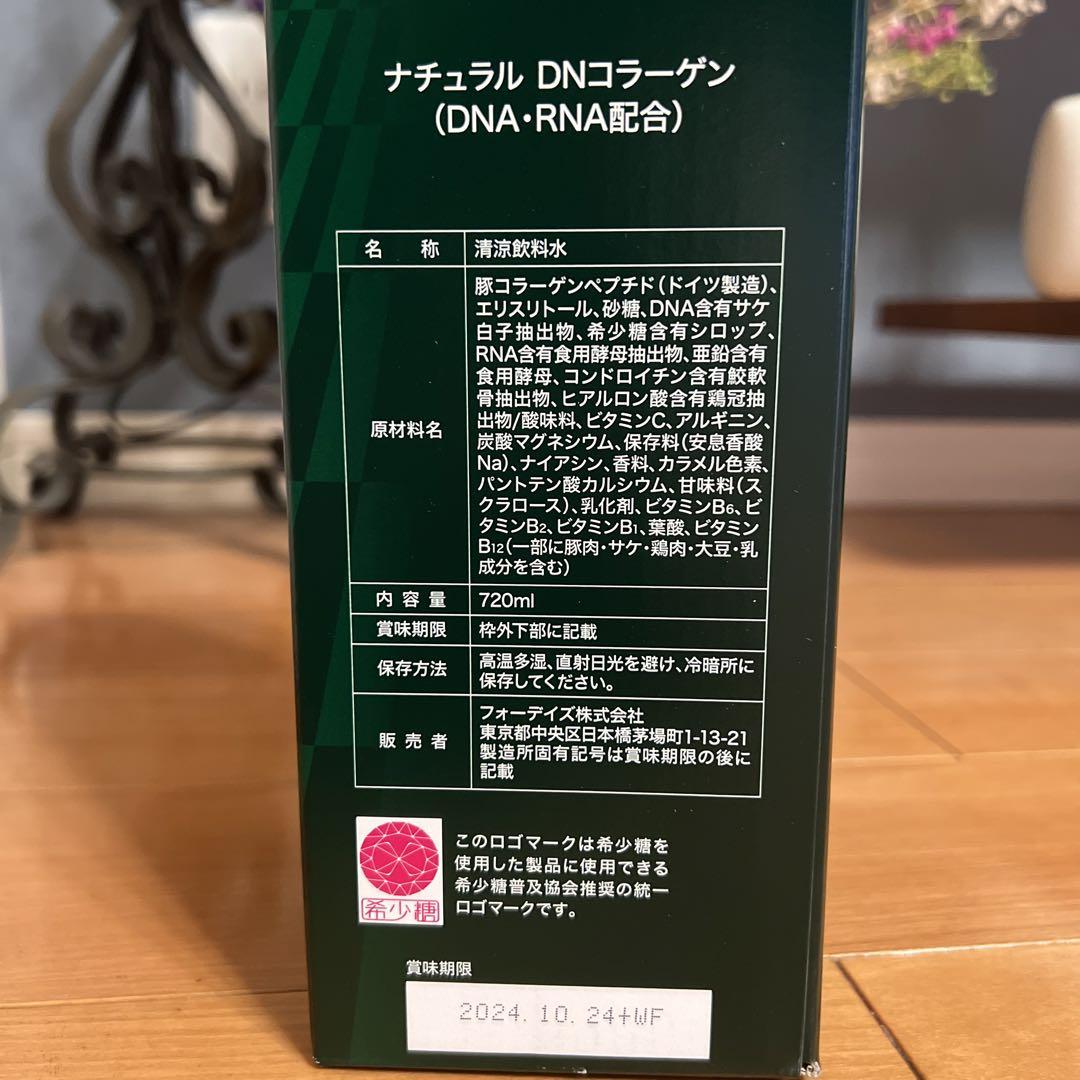 ナチュラル DNコラーゲン
（DNA・RNA配合）
名 称 清涼飲料水
原材料名
豚コラーゲンペプチド（ドイツ製造）、
エリスリトール、砂糖、DNA含有サケ
白子抽出物、希少糖含有シロップ、
RNA含有食用酵母抽出物、亜鉛含有
食用酵母、コンドロイチン含有鮫軟
骨抽出物、ヒアルロン酸含有鶏冠抽
出物/酸味料、ビタミンC、アルギニン、
炭酸マグネシウム、保存料（安息香酸
Na）、ナイアシン、香料、カラメル色素、
パントテン酸カルシウム、甘味料（ス
クラロース）、乳化剤、ビタミンB6、ビ
タミンB2、ビタミンB1、葉酸、ビタミン
B12（一部に豚肉・サケ・鶏肉・大豆・乳
成分を含む）
内 容 量 720ml
賞味期限 枠外下部に記載
保存方法
高温多湿、直射日光を避け、冷暗所に
保存してください。
販 売 者
フォーデイズ株式会社
東京都中央区日本橋茅場町1-13-21
製造所固有記号は賞味期限の後に
記載
希少糖
このロゴマークは希少糖を
使用した製品に使用できる
希少糖普及協会推奨の統一
ロゴマークです。
賞味期限
2024.10.24+WF